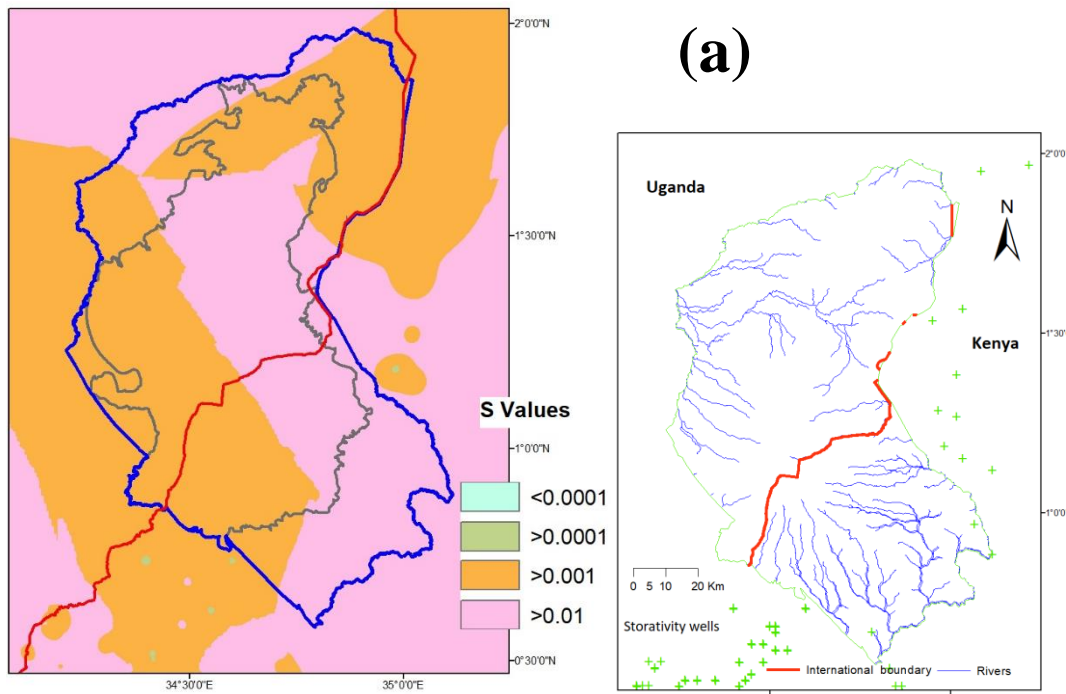 2°0'0"N
1°30'0"N
1°0'0"N
0°30'0"N
34°30'0"E
35°0'0"E
S Values
<0.0001
>0.0001
>0.001
>0.01
(a)
Uganda
N
Kenya
2°0'
1°30'
1°0'0
0 5 10 20 Km
Storativity wells
International boundary
Rivers